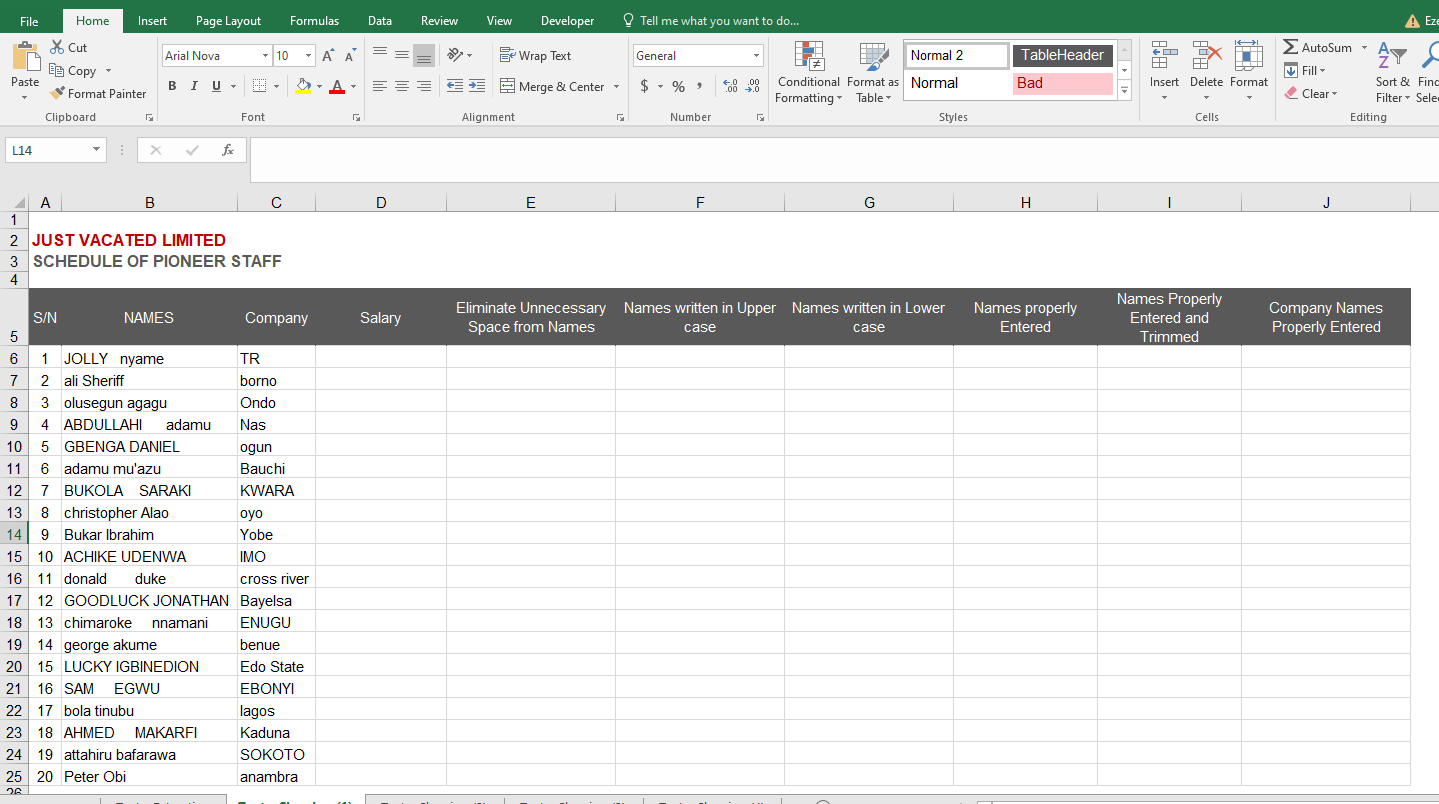 File Home Insert Page Layout Formulas Data Review View Developer Tell me what you want to do...
Cut
Copy
Format Painter
Paste
Clipboard
Arial Nova 10
B I U
Font
Wrap Text
Merge & Center
Alignment
General
$ % ,
Number
Conditional Formatting
Format as Table
Normal 2 TableHeader
Normal Bad
Styles
Insert Delete Format
Cells
AutoSum
Fill
Clear
Sort & Filter
Editing
L14 fx
A B C D E F G H I J
1
2 JUST VACATED LIMITED
3 SCHEDULE OF PIONEER STAFF
4
5 S/N NAMES Company Salary Eliminate Unnecessary Space from Names Names written in Upper case Names written in Lower case Names properly Entered Names Properly Entered and Trimmed Company Names Properly Entered
6 1 JOLLY   nyame TR
7 2 ali Sheriff borno
8 3 olusegun agagu Ondo
9 4 ABDULLAHI      adamu Nas
10 5 GBENGA DANIEL ogun
11 6 adamu mu'azu Bauchi
12 7 BUKOLA    SARAKI KWARA
13 8 christopher Alao oyo
14 9 Bukar Ibrahim Yobe
15 10 ACHIKE UDENWA IMO
16 11 donald       duke cross river
17 12 GOODLUCK JONATHAN Bayelsa
18 13 chimaroke     nnamani ENUGU
19 14 george akume benue
20 15 LUCKY IGBINEDION Edo State
21 16 SAM     EGWU EBONYI
22 17 bola tinubu lagos
23 18 AHMED     MAKARFI Kaduna
24 19 attahiru bafarawa SOKOTO
25 20 Peter Obi anambra
26